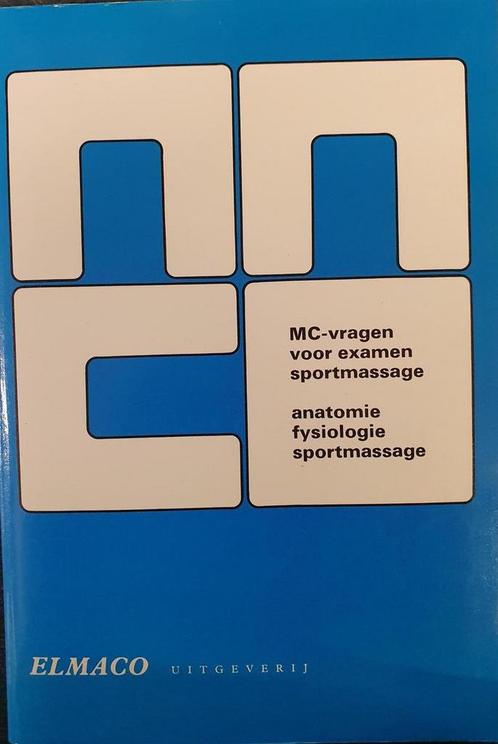 MC-vragen
voor examen
sportmassage
anatomie
fysiologie
sportmassage
ELMACO UITGEVERIJ